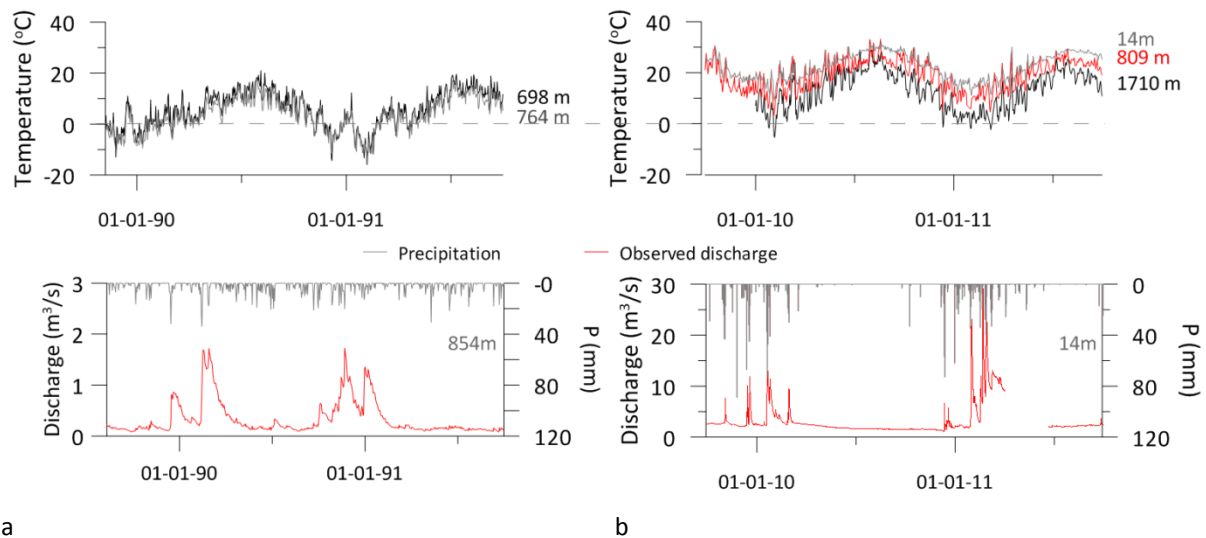 Temperature (°C)
40
20
0
-20
698 m
764 m
01-01-90
01-01-91
Temperature (°C)
40
20
0
-20
14m
809 m
1710 m
01-01-10
01-01-11
Precipitation
Observed discharge
Discharge (m³/s)
3
2
1
0
-0
40
80
120
P (mm)
854m
01-01-90
01-01-91
Discharge (m³/s)
30
20
10
0
0
40
80
120
P (mm)
14m
01-01-10
01-01-11
a
b